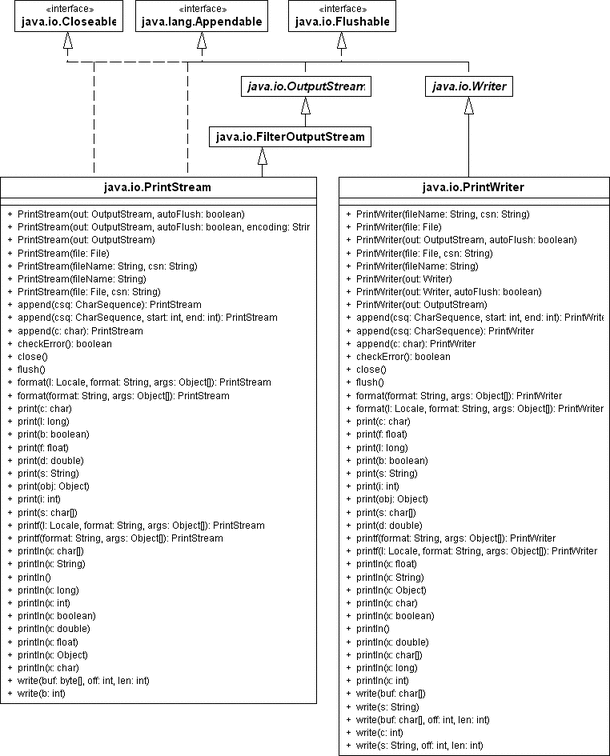 «interface»
java.io.Closeable
«interface»
java.lang.Appendable
«interface»
java.io.Flushable
java.io.OutputStream
java.io.Writer
java.io.FilterOutputStream
java.io.PrintStream
+ PrintStream(out: OutputStream, autoFlush: boolean)
+ PrintStream(out: OutputStream, autoFlush: boolean, encoding: Strir
+ PrintStream(out: OutputStream)
+ PrintStream(file: File)
+ PrintStream(fileName: String, csn: String)
+ PrintStream(fileName: String)
+ PrintStream(file: File, csn: String)
+ append(csq: CharSequence): PrintStream
+ append(csq: CharSequence, start: int, end: int): PrintStream
+ append(c: char): PrintStream
+ checkError(): boolean
+ close()
+ flush()
+ format(l: Locale, format: String, args: Object[]): PrintStream
+ format(format: String, args: Object[]): PrintStream
+ print(c: char)
+ print(l: long)
+ print(b: boolean)
+ print(f: float)
+ print(d: double)
+ print(s: String)
+ print(obj: Object)
+ print(i: int)
+ print(s: char[])
+ printf(l: Locale, format: String, args: Object[]): PrintStream
+ printf(format: String, args: Object[]): PrintStream
+ println(x: char[])
+ println(x: String)
+ println()
+ println(x: long)
+ println(x: int)
+ println(x: boolean)
+ println(x: double)
+ println(x: float)
+ println(x: Object)
+ println(x: char)
+ write(buf: byte[], off: int, len: int)
+ write(b: int)
java.io.PrintWriter
+ PrintWriter(fileName: String, csn: String)
+ PrintWriter(file: File)
+ PrintWriter(out: OutputStream, autoFlush: boolean)
+ PrintWriter(file: File, csn: String)
+ PrintWriter(fileName: String)
+ PrintWriter(out: Writer)
+ PrintWriter(out: Writer, autoFlush: boolean)
+ PrintWriter(out: OutputStream)
+ append(csq: CharSequence, start: int, end: int): PrintWrite
+ append(csq: CharSequence): PrintWriter
+ append(c: char): PrintWriter
+ checkError(): boolean
+ close()
+ flush()
+ format(format: String, args: Object[]): PrintWriter
+ format(l: Locale, format: String, args: Object[]): PrintWriter
+ print(c: char)
+ print(f: float)
+ print(l: long)
+ print(b: boolean)
+ print(s: String)
+ print(i: int)
+ print(obj: Object)
+ print(s: char[])
+ print(d: double)
+ printf(format: String, args: Object[]): PrintWriter
+ printf(l: Locale, format: String, args: Object[]): PrintWriter
+ println(x: float)
+ println(x: String)
+ println(x: Object)
+ println(x: char)
+ println(x: boolean)
+ println()
+ println(x: double)
+ println(x: char[])
+ println(x: long)
+ println(x: int)
+ write(buf: char[])
+ write(s: String)
+ write(buf: char[], off: int, len: int)
+ write(c: int)
+ write(s: String, off: int, len: int)